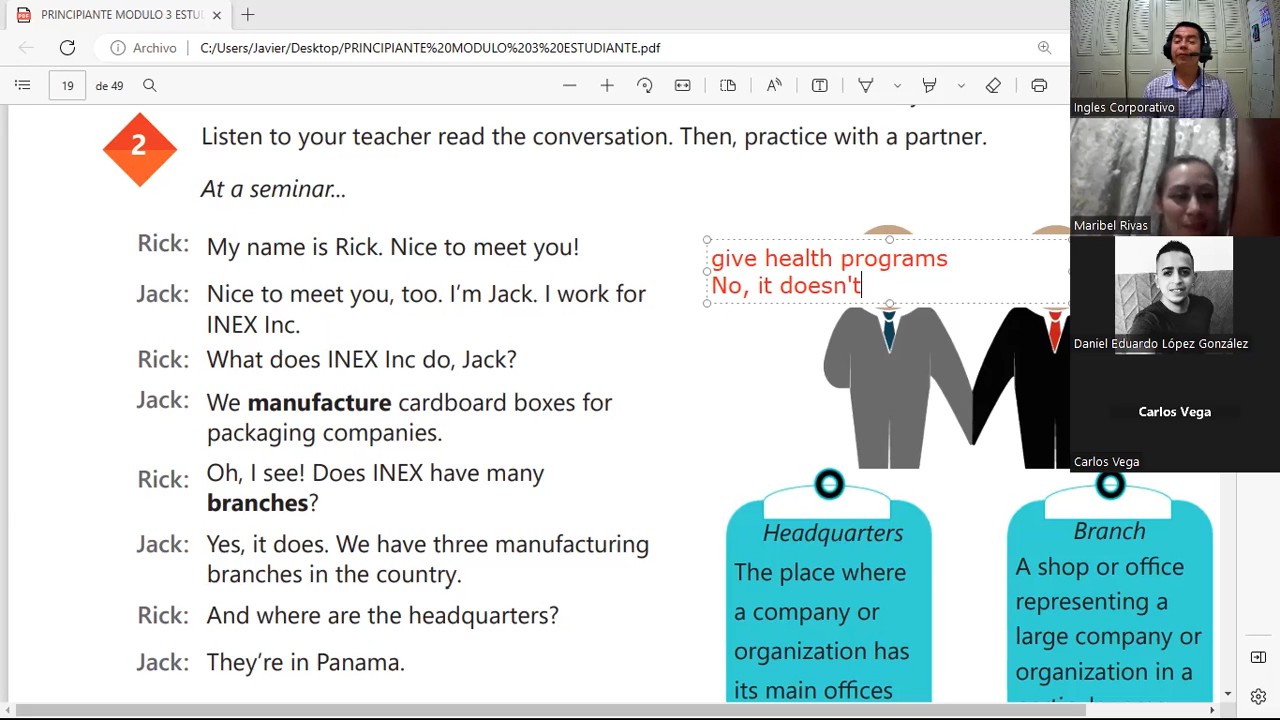 PRINCIPIANTE MODULO 3 ESTU
Archivo
C:/Users/Javier/Desktop/PRINCIPIANTE%20MODULO%203%20ESTUDIANTE.pdf
19
de 49
2
Listen to your teacher read the conversation. Then, practice with a partner.
At a seminar...
Rick: My name is Rick. Nice to meet you!
Jack: Nice to meet you, too. I'm Jack. I work for
INEX Inc.
Rick: What does INEX Inc do, Jack?
Jack: We manufacture cardboard boxes for
packaging companies.
Rick: Oh, I see! Does INEX have many
branches?
Jack: Yes, it does. We have three manufacturing
branches in the country.
Rick: And where are the headquarters?
Jack: They're in Panama.
give health programs
No, it doesn't
Headquarters
The place where
a company or
organization has
its main offices
Branch
A shop or office
representing a
large company or
organization in a
Ingles Corporativo
Maribel Rivas
Daniel Eduardo López González
Carlos Vega
Carlos Vega